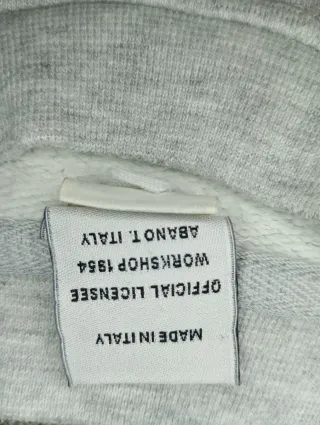 MADE IN ITALY
OFFICIAL LICENSEE
WORKSHOP 1954
ABANO T. ITALY